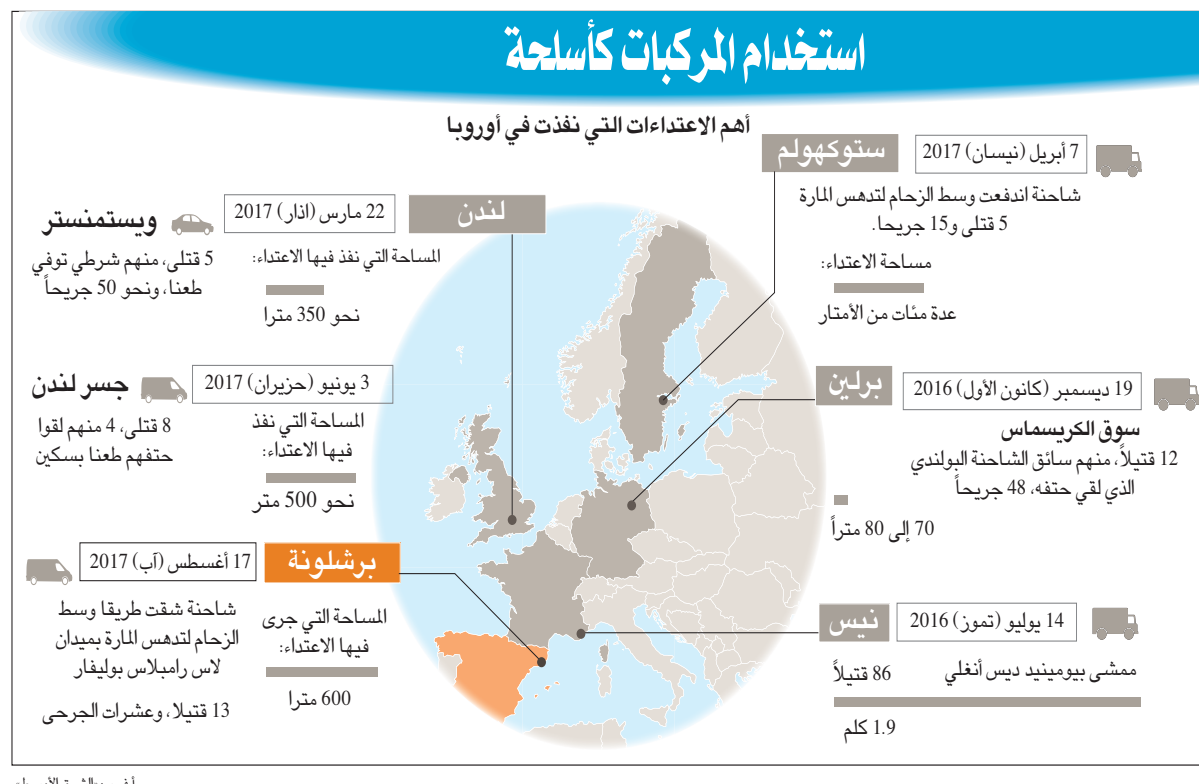 استخدام المركبات كأسلحة
أهم الاعتداءات التي نفذت في أوروبا
ستوكهولم
7 أبريل (نيسان) 2017
شاحنة اندفعت وسط الزحام لتدهس المارة
5 قتلى و15 جريحا.
مساحة الاعتداء:
عدة مئات من الأمتار
لندن
22 مارس (اذار) 2017
ويستمنستر
المساحة التي نفذ فيها الاعتداء:
نحو 350 مترا
5 قتلى، منهم شرطي توفي
طعنا، ونحو 50 جريحاً
3 يونيو (حزيران) 2017
جسر لندن
المساحة التي نفذ
فيها الاعتداء:
نحو 500 متر
8 قتلى، 4 منهم لقوا
حتفهم طعنا بسكين
برلين
19 ديسمبر (كانون الأول) 2016
سوق الكريسماس
12 قتيلاً، منهم سائق الشاحنة البولندي
الذي لقي حتفه، 48 جريحاً
70 إلى 80 متراً
برشلونة
17 أغسطس (آب) 2017
المساحة التي جرى
فيها الاعتداء:
600 مترا
شاحنة شقت طريقا وسط
الزحام لتدهس المارة بميدان
لاس رامبلاس بوليفار
13 قتيلا، وعشرات الجرحى
نيس
14 يوليو (تموز) 2016
ممشى بيومينيد ديس أنغلي
86 قتيلاً
1.9 كلم